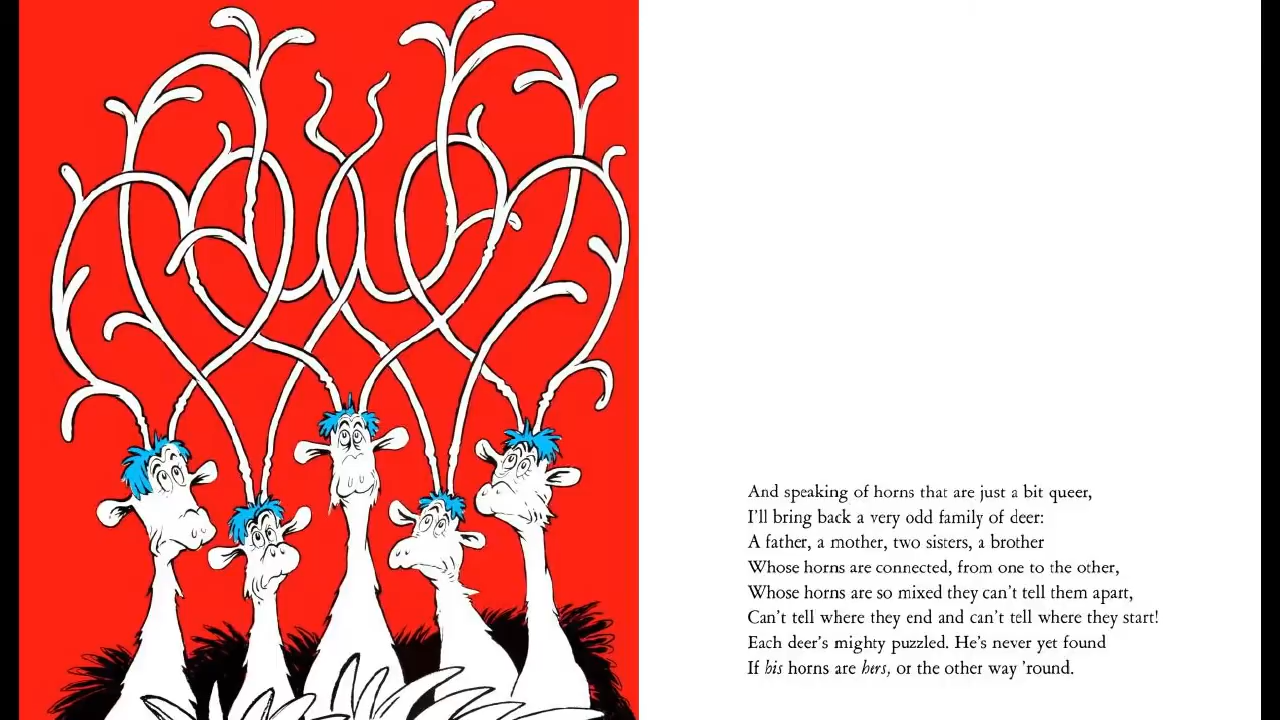 And speaking of horns that are just a bit queer,
I'll bring back a very odd family of deer:
A father, a mother, two sisters, a brother
Whose horns are connected, from one to the other,
Whose horns are so mixed they can't tell them apart,
Can't tell where they end and can't tell where they start!
Each deer's mighty puzzled. He's never yet found
If his horns are hers, or the other way 'round.